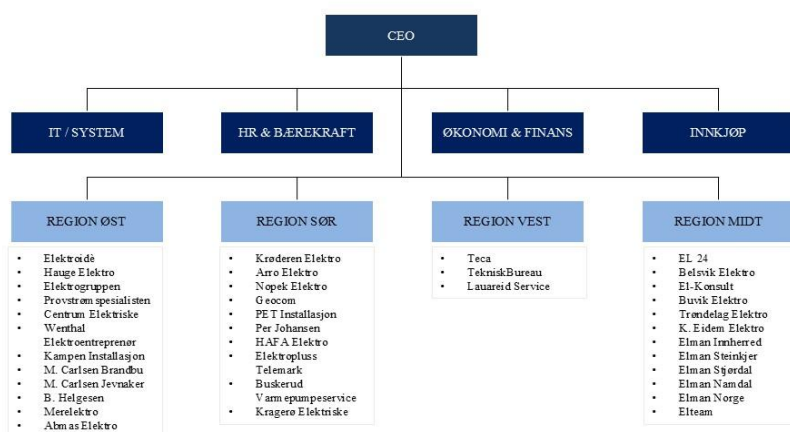 CEO
IT / SYSTEM
HR & BÆREKRAFT
ØKONOMI & FINANS
INNKJØP
REGION ØST
• Elektroidè
• Hauge Elektro
• Elektrogruppen
• Provstrømspesialisten
• Centrum Elektriske
• Wenthal
Elektroentreprenør
• Kampen Installasjon
• M. Carlsen Brandbu
• M. Carlsen Jevnaker
• B. Helgesen
• Merelektro
• Abmas Elektro
REGION SØR
• Krøderen Elektro
• Arro Elektro
• Nopek Elektro
• Geocom
• PET Installasjon
• Per Johansen
• HAFA Elektro
• Elektropluss
Telemark
• Buskerud
Varmepumpeservice
• Kragerø Elektriske
REGION VEST
• Teca
• TekniskBureau
• Lauareid Service
REGION MIDT
• EL 24
• Belsvik Elektro
• El-Konsult
• Buvik Elektro
• Trøndelag Elektro
• K. Eidem Elektro
• Elman Innherred
• Elman Steinkjer
• Elman Stjørdal
• Elman Namdal
• Elman Norge
• Elteam